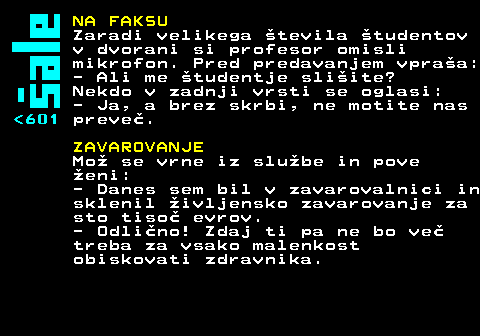 šale
<601
NA FAKSU
Zaradi velikega števila študentov
v dvorani si profesor omisli
mikrofon. Pred predavanjem vpraša:
- Ali me študentje slišite?
Nekdo v zadnji vrsti se oglasi:
- Ja, a brez skrbi, ne motite nas
preveč.
ZAVAROVANJE
Mož se vrne iz službe in pove
ženi:
- Danes sem bil v zavarovalnici in
sklenil življensko zavarovanje za
sto tisoč evrov.
- Odlično! Zdaj ti pa ne bo več
treba za vsako malenkost
obiskovati zdravnika.